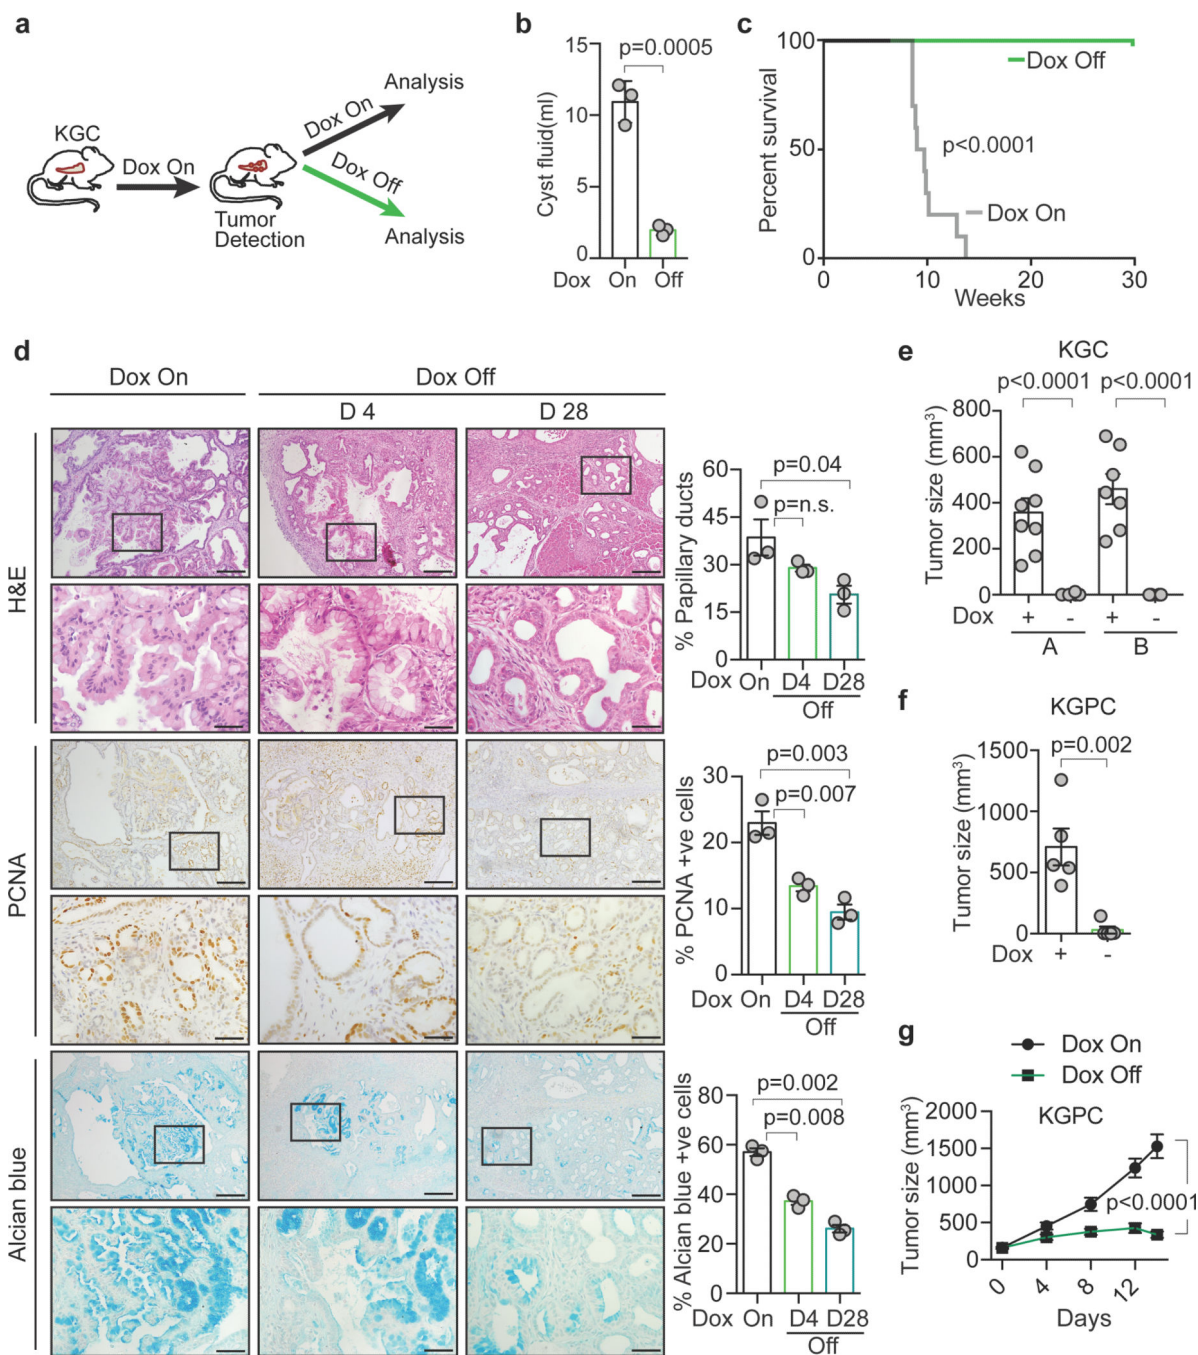 a
KGC
Dox On
Tumor
Detection
Dox On
Dox Off
Analysis
Analysis
b
p=0.0005
Cyst fluid(ml)
15
10
5
0
Dox On Off
c
Percent survival
100
50
0
Dox Off
p<0.0001
Dox On
0 10 20 30
Weeks
d
Dox On Dox Off
D 4 D 28
H&E
PCNA
Alcian blue
% Papillary ducts
60
45
30
15
0
p=0.04
p=n.s.
Dox On D4 D28
Off
% PCNA +ve cells
30
20
10
0
p=0.003
p=0.007
Dox On D4 D28
Off
% Alcian blue +ve cells
80
60
40
20
0
p=0.002
p=0.008
Dox On D4 D28
Off
e
KGC
p<0.0001 p<0.0001
Tumor size (mm³)
800
600
400
200
0
Dox + - + -
A B
f
KGPC
p=0.002
Tumor size (mm³)
1500
1000
500
0
Dox + -
g
Dox On
Dox Off
KGPC
Tumor size (mm³)
2000
1500
1000
500
0
p<0.0001
0 4 8 12
Days